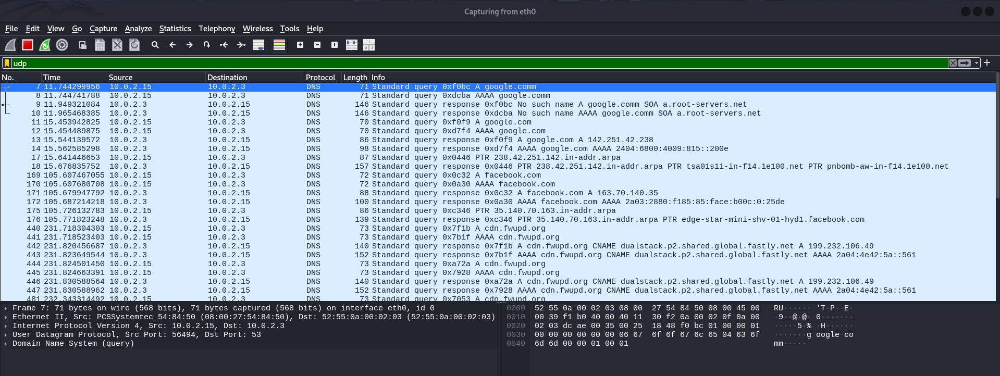 Capturing from eth0
File Edit View Go Capture Analyze Statistics Telephony Wireless Tools Help
udp
No. Time Source Destination Protocol Length Info
7 11.744299956 10.0.2.15 10.0.2.3 DNS 71 Standard query 0xf0bc A google.comm
8 11.744741788 10.0.2.15 10.0.2.3 DNS 71 Standard query 0xdcba AAAA google.comm
9 11.949321084 10.0.2.3 10.0.2.15 DNS 146 Standard query response 0xf0bc No such name A google.comm SOA a.root-servers.net
10 11.965468385 10.0.2.3 10.0.2.15 DNS 146 Standard query response 0xdcba No such name AAAA google.comm SOA a.root-servers.net
11 15.453942825 10.0.2.15 10.0.2.3 DNS 70 Standard query 0xf0f9 A google.com
12 15.454489875 10.0.2.15 10.0.2.3 DNS 70 Standard query 0xd7f4 AAAA google.com
13 15.544139572 10.0.2.3 10.0.2.15 DNS 86 Standard query response 0xf0f9 A google.com A 142.251.42.238
14 15.562585298 10.0.2.3 10.0.2.15 DNS 98 Standard query response 0xd7f4 AAAA google.com AAAA 2404:6800:4009:815::200e
17 15.641446653 10.0.2.15 10.0.2.3 DNS 87 Standard query 0x0446 PTR 238.42.251.142.in-addr.arpa
18 15.676835752 10.0.2.3 10.0.2.15 DNS 157 Standard query response 0x0446 PTR 238.42.251.142.in-addr.arpa PTR tsa01s11-in-f14.1e100.net PTR pnbomb-aw-in-f14.1e100.net
169 105.607467055 10.0.2.15 10.0.2.3 DNS 72 Standard query 0x0c32 A facebook.com
170 105.607680708 10.0.2.15 10.0.2.3 DNS 72 Standard query 0x0a30 AAAA facebook.com
171 105.679947792 10.0.2.3 10.0.2.15 DNS 88 Standard query response 0x0c32 A facebook.com A 163.70.140.35
172 105.687214218 10.0.2.3 10.0.2.15 DNS 100 Standard query response 0x0a30 AAAA facebook.com AAAA 2a03:2880:f185:85:face:b00c:0:25de
175 105.726132783 10.0.2.15 10.0.2.3 DNS 86 Standard query 0xc346 PTR 35.140.70.163.in-addr.arpa
176 105.771823248 10.0.2.3 10.0.2.15 DNS 139 Standard query response 0xc346 PTR 35.140.70.163.in-addr.arpa PTR edge-star-mini-shv-01-hyd1.facebook.com
440 231.718304303 10.0.2.15 10.0.2.3 DNS 73 Standard query 0x7f1b A cdn.fwupd.org
441 231.718523403 10.0.2.15 10.0.2.3 DNS 73 Standard query 0x7b1f AAAA cdn.fwupd.org
442 231.820456687 10.0.2.3 10.0.2.15 DNS 140 Standard query response 0x7f1b A cdn.fwupd.org CNAME dualstack.p2.shared.global.fastly.net A 199.232.106.49
443 231.823649544 10.0.2.3 10.0.2.15 DNS 152 Standard query response 0x7b1f AAAA cdn.fwupd.org CNAME dualstack.p2.shared.global.fastly.net AAAA 2a04:4e42:5a::561
444 231.824501450 10.0.2.15 10.0.2.3 DNS 73 Standard query 0xa72a A cdn.fwupd.org
445 231.824663391 10.0.2.15 10.0.2.3 DNS 73 Standard query 0x7928 AAAA cdn.fwupd.org
446 231.830588564 10.0.2.3 10.0.2.15 DNS 140 Standard query response 0xa72a A cdn.fwupd.org CNAME dualstack.p2.shared.global.fastly.net A 199.232.106.49
447 231.830588962 10.0.2.3 10.0.2.15 DNS 152 Standard query response 0x7928 AAAA cdn.fwupd.org CNAME dualstack.p2.shared.global.fastly.net AAAA 2a04:4e42:5a::561
481 232.343314492 10.0.2.15 10.0.2.3 DNS 73 Standard query 0x7053 A cdn.fwupd.org
Frame 7: 71 bytes on wire (568 bits), 71 bytes captured (568 bits) on interface eth0, id 0
Ethernet II, Src: PCSSystemtec_54:84:50 (08:00:27:54:84:50), Dst: 52:55:0a:00:02:03 (52:55:0a:00:02:03)
Internet Protocol Version 4, Src: 10.0.2.15, Dst: 10.0.2.3
User Datagram Protocol, Src Port: 56494, Dst Port: 53
Domain Name System (query)
0000 52 55 0a 00 02 03 08 00 27 54 84 50 08 00 45 00 RU······ 'T·P··E·
0010 00 39 f1 b0 40 00 40 11 30 f2 0a 00 02 0f 0a 00 ·9··@·@· 0·······
0020 02 03 dc ae 00 35 00 25 18 48 f0 bc 01 00 00 01 ·····5·% ·H······
0030 00 00 00 00 00 00 06 67 6f 6f 67 6c 65 04 63 6f ·······g oogle·co
0040 6d 6d 00 00 01 00 01 mm·····